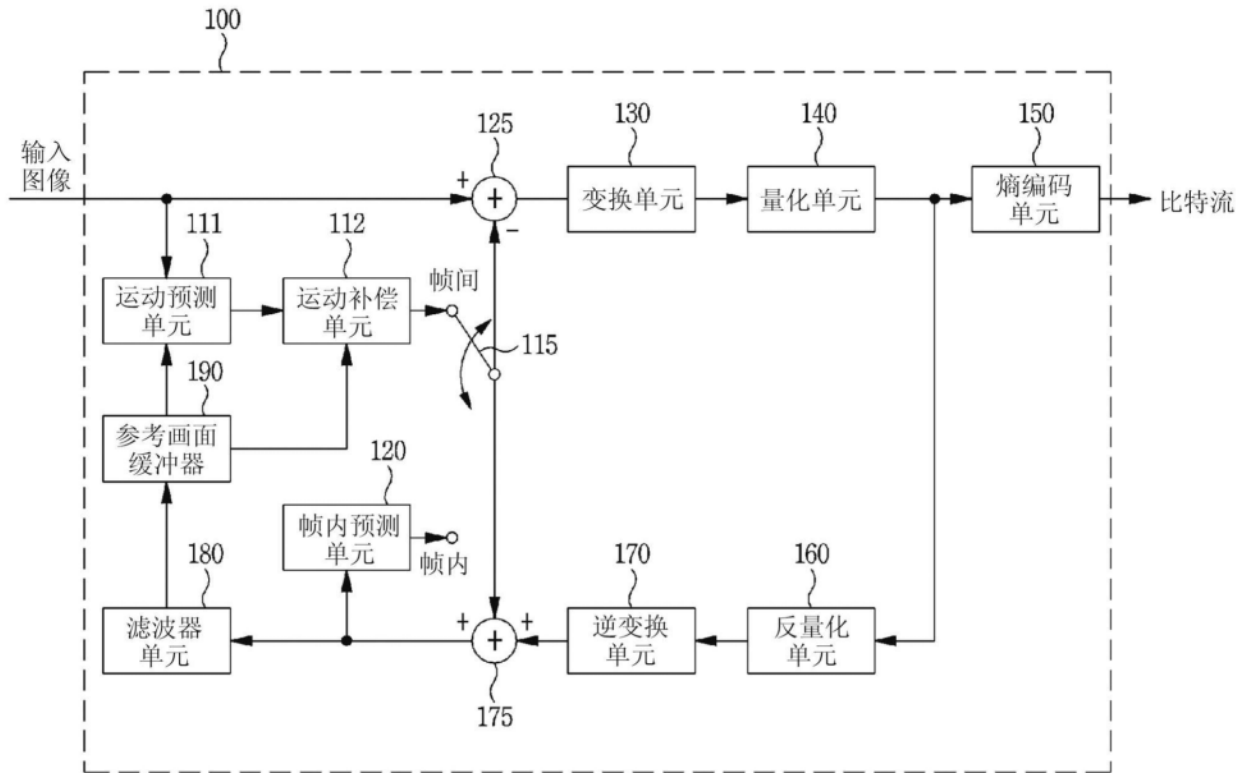 100
125
130
140
150
输入
图像
+
+
-
变换单元
量化单元
熵编码
单元
比特流
111
112
运动预测
单元
运动补偿
单元
帧间
115
190
参考画面
缓冲器
120
帧内预测
单元
帧内
180
170
160
滤波器
单元
+
+
+
逆变换
单元
反量化
单元
175